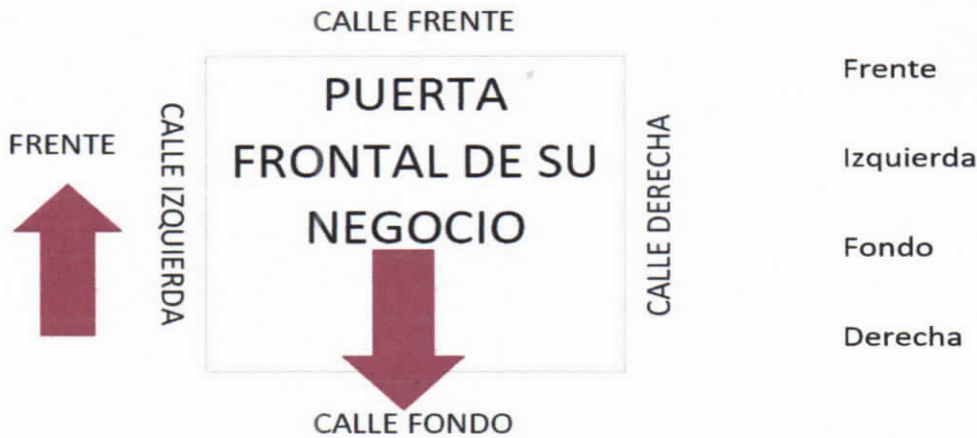 CALLE FRENTE
PUERTA
FRONTAL DE SU
NEGOCIO
FRENTE
CALLE IZQUIERDA
CALLE DERECHA
CALLE FONDO
Frente
Izquierda
Fondo
Derecha